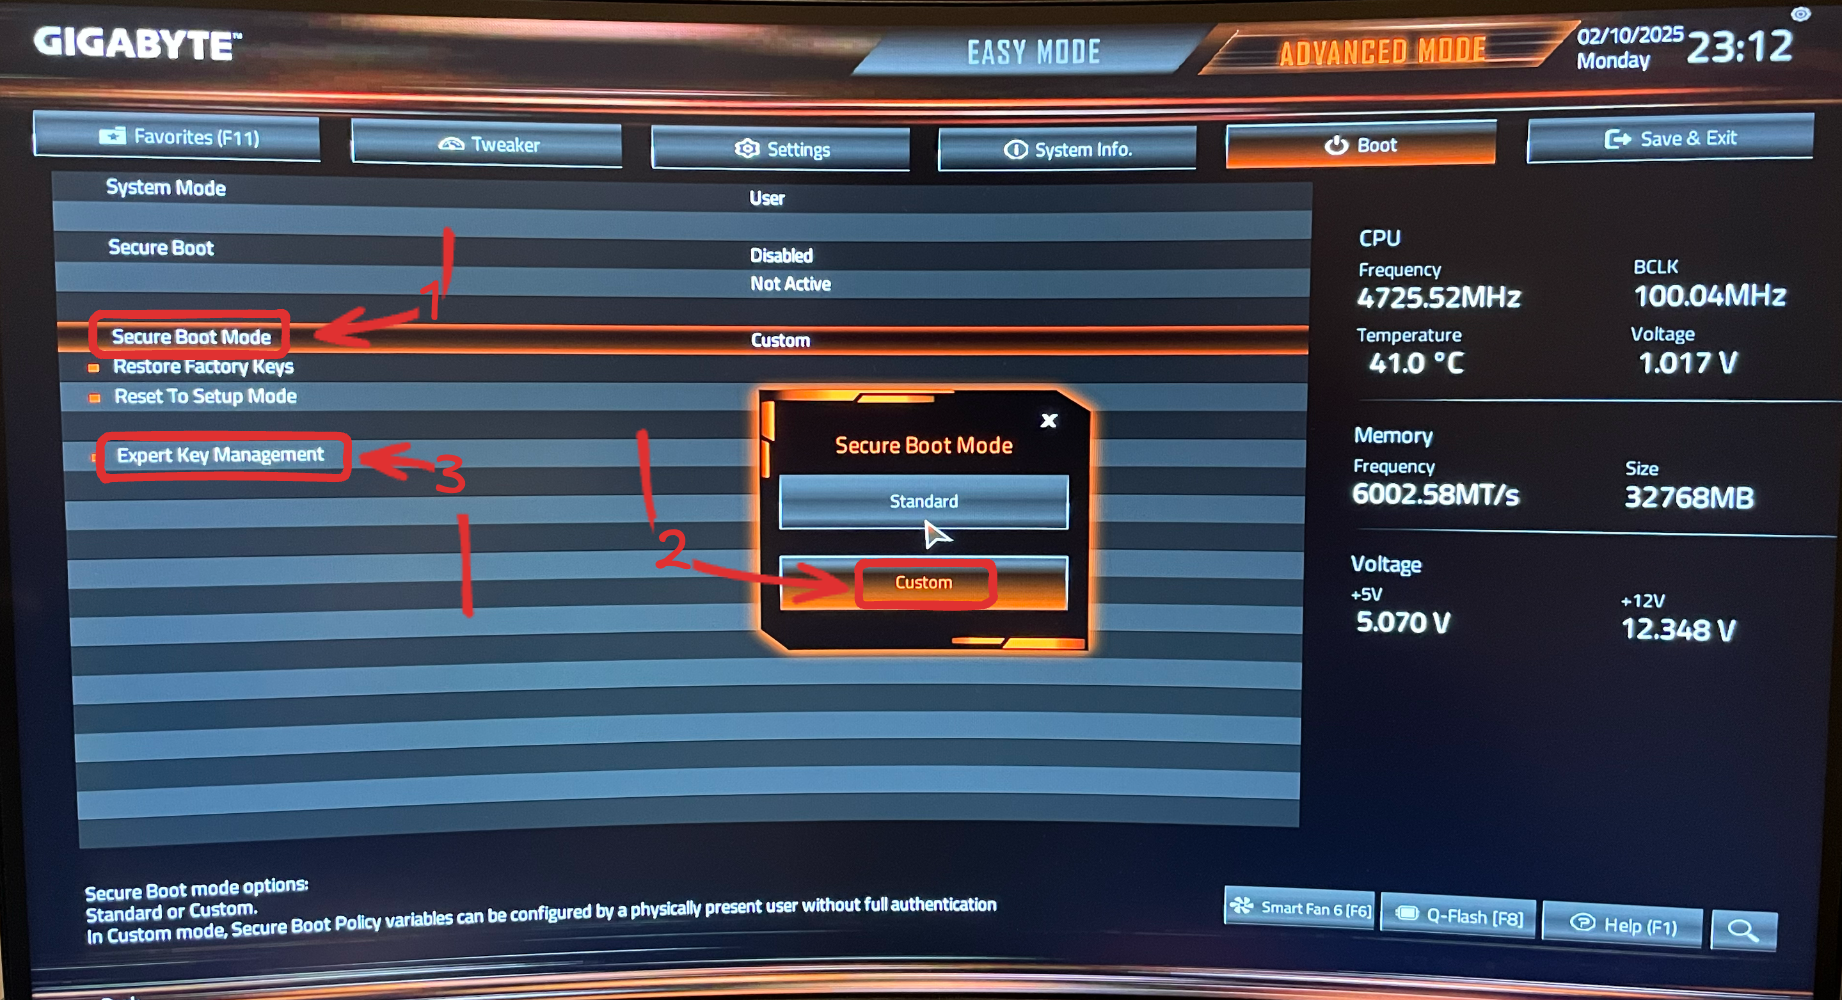 GIGABYTE™
EASY MODE
ADVANCED MODE
02/10/2025
Monday
23:12
Favorites (F11)
Tweaker
Settings
System Info.
Boot
Save & Exit
System Mode User
Secure Boot Disabled
Not Active
1
Secure Boot Mode Custom
Restore Factory Keys
Reset To Setup Mode
Expert Key Management
3
2
x
Secure Boot Mode
Standard
Custom
CPU
Frequency BCLK
4725.52MHz 100.04MHz
Temperature Voltage
41.0 °C 1.017 V
Memory
Frequency Size
6002.58MT/s 32768MB
Voltage
+5V +12V
5.070 V 12.348 V
Secure Boot mode options:
Standard or Custom.
In Custom mode, Secure Boot Policy variables can be configured by a physically present user without full authentication
Smart Fan 6 [F6]
Q-Flash [F8]
Help (F1)